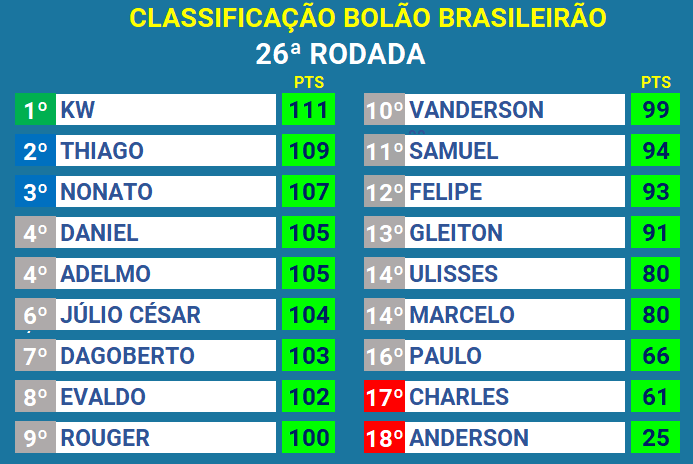 CLASSIFICAÇÃO BOLÃO BRASILEIRÃO
26ª RODADA
PTS
1º KW 111
2º THIAGO 109
3º NONATO 107
4º DANIEL 105
4º ADELMO 105
6º JÚLIO CÉSAR 104
7º DAGOBERTO 103
8º EVALDO 102
9º ROUGER 100
PTS
10º VANDERSON 99
11º SAMUEL 94
12º FELIPE 93
13º GLEITON 91
14º ULISSES 80
14º MARCELO 80
16º PAULO 66
17º CHARLES 61
18º ANDERSON 25